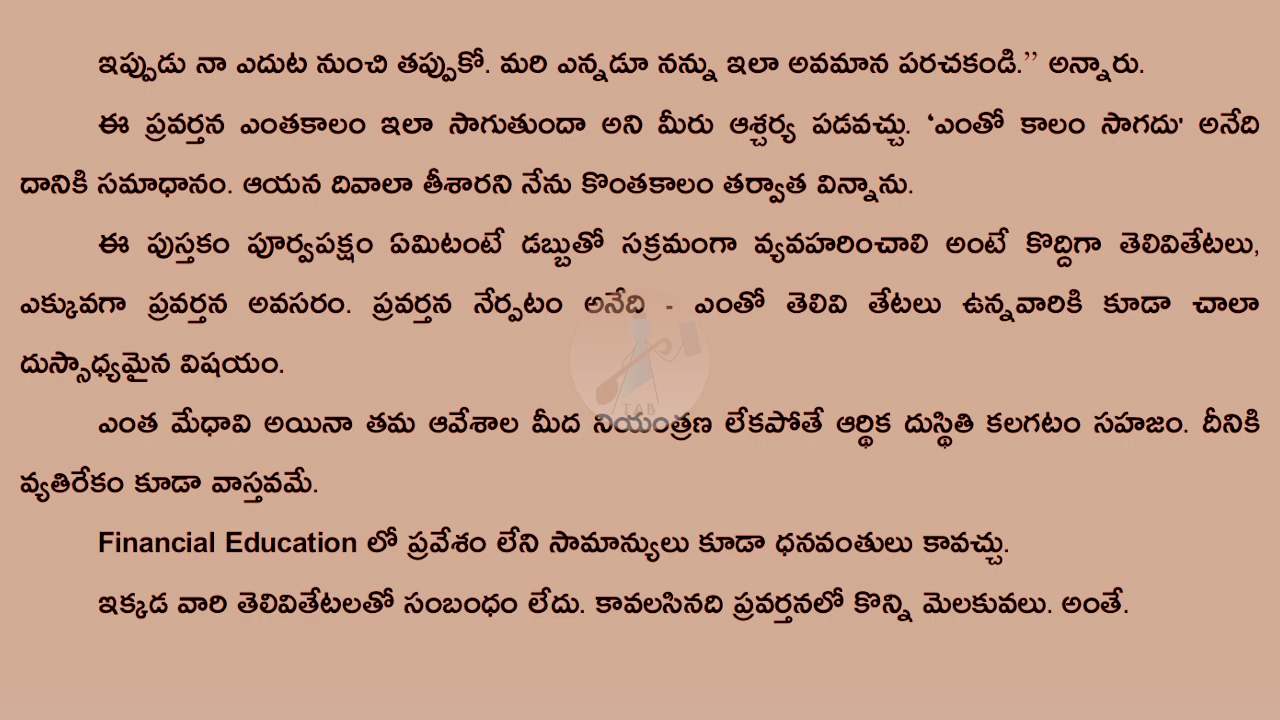 ఇప్పుడు నా ఎదుట నుంచి తప్పుకో. మరి ఎన్నడూ నన్ను ఇలా అవమాన పరచకండి.’’ అన్నారు.
ఈ ప్రవర్తన ఎంతకాలం ఇలా సాగుతుందా అని మీరు ఆశ్చర్య పడవచ్చు. ‘ఎంతో కాలం సాగదు' అనేది
దానికి సమాధానం. ఆయన దివాలా తీశారని నేను కొంతకాలం తర్వాత విన్నాను.
ఈ పుస్తకం పూర్వపక్షం ఏమిటంటే డబ్బుతో సక్రమంగా వ్యవహరించాలి అంటే కొద్దిగా తెలివితేటలు,
ఎక్కువగా ప్రవర్తన అవసరం. ప్రవర్తన నేర్పటం అనేది - ఎంతో తెలివి తేటలు ఉన్నవారికి కూడా చాలా
దుస్సాధ్యమైన విషయం.
ఎంత మేధావి అయినా తమ ఆవేశాల మీద నియంత్రణ లేకపోతే ఆర్థిక దుస్థితి కలగటం సహజం. దీనికి
వ్యతిరేకం కూడా వాస్తవమే.
Financial Education లో ప్రవేశం లేని సామాన్యులు కూడా ధనవంతులు కావచ్చు.
ఇక్కడ వారి తెలివితేటలతో సంబంధం లేదు. కావలసినది ప్రవర్తనలో కొన్ని మెలకువలు. అంతే.
TAB